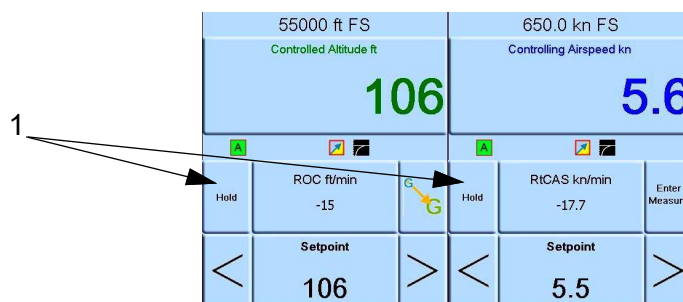 55000 ft FS 650.0 kn FS
Controlled Altitude ft Controlling Airspeed kn
106 5.6
1
A A
Hold ROC ft/min G Hold RtCAS kn/min Enter
-15 G -17.7
< Setpoint > < Setpoint >
106 5.5